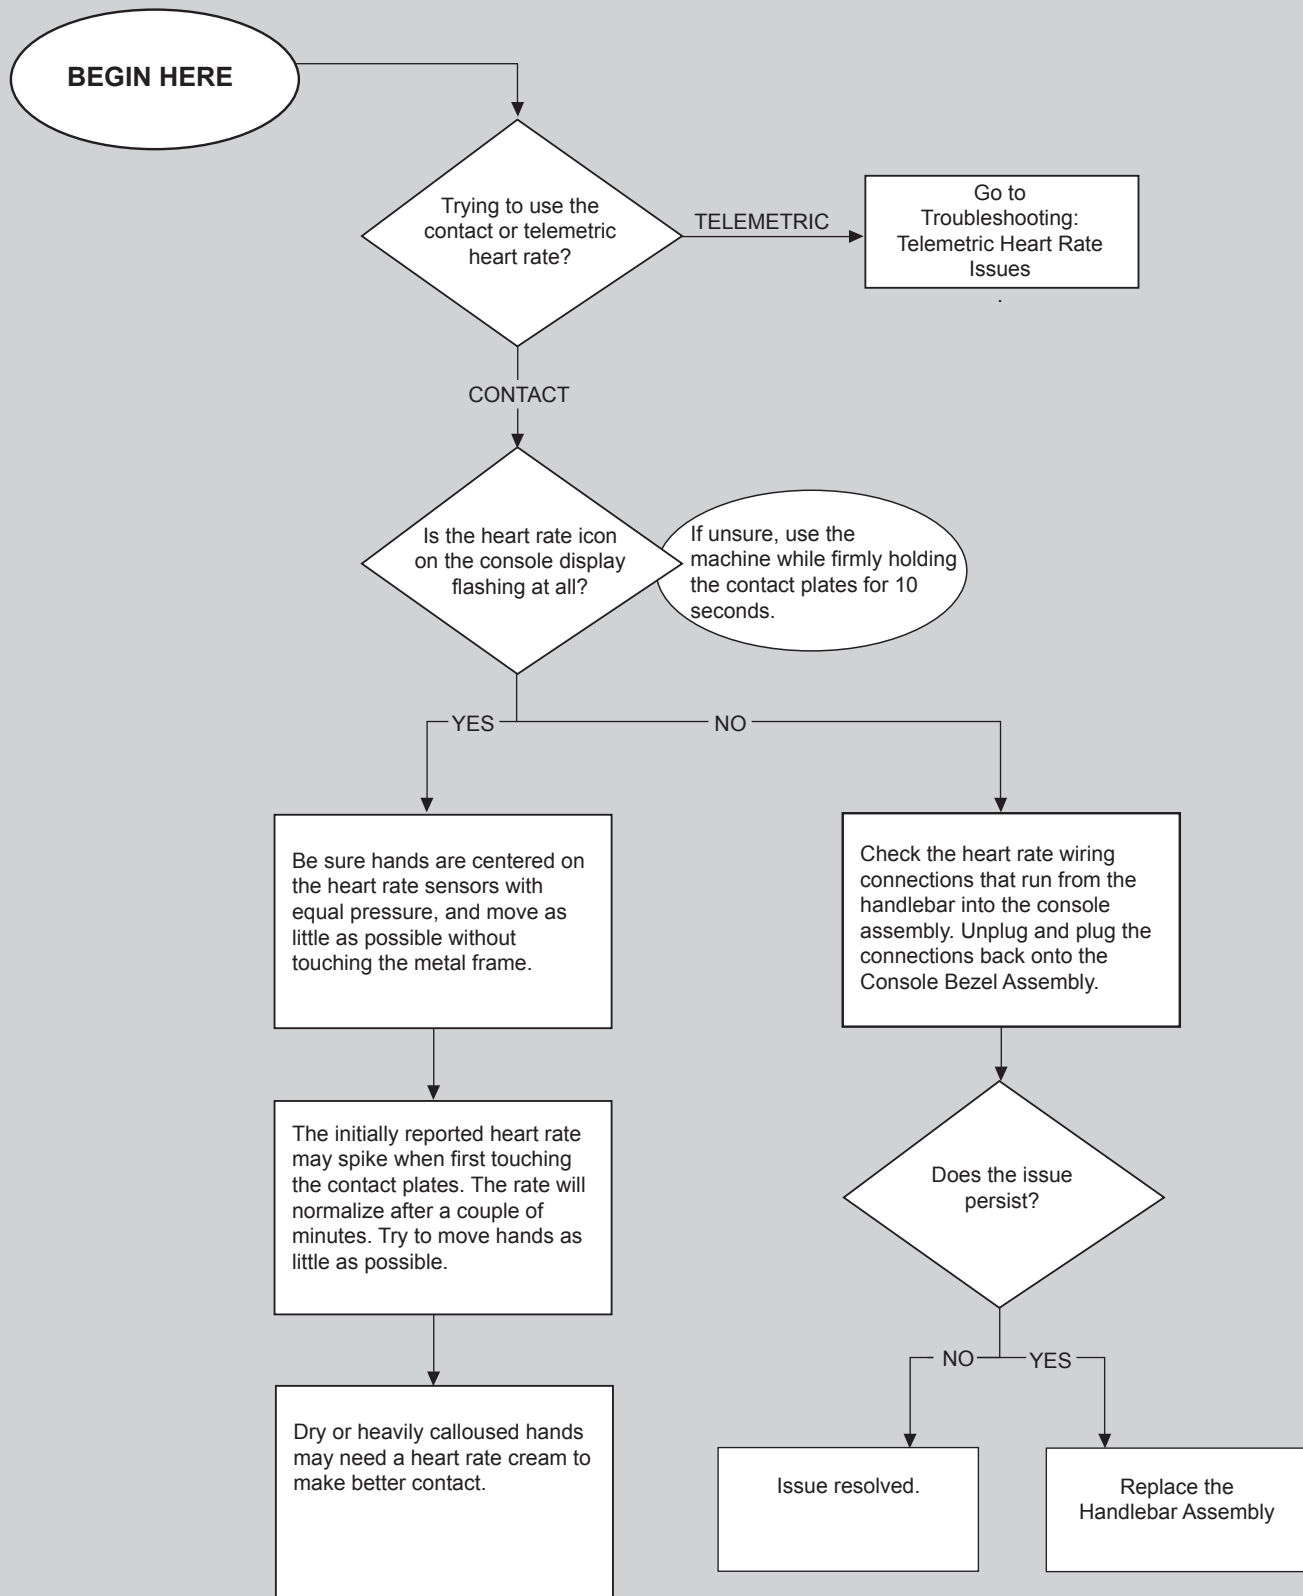 BEGIN HERE
Trying to use the
contact or telemetric
heart rate?
TELEMETRIC
Go to
Troubleshooting:
Telemetric Heart Rate
Issues
.
CONTACT
Is the heart rate icon
on the console display
flashing at all?
If unsure, use the
machine while firmly holding
the contact plates for 10
seconds.
YES
NO
Be sure hands are centered on
the heart rate sensors with
equal pressure, and move as
little as possible without
touching the metal frame.
Check the heart rate wiring
connections that run from the
handlebar into the console
assembly. Unplug and plug the
connections back onto the
Console Bezel Assembly.
The initially reported heart rate
may spike when first touching
the contact plates. The rate will
normalize after a couple of
minutes. Try to move hands as
little as possible.
Does the issue
persist?
NO
YES
Dry or heavily calloused hands
may need a heart rate cream to
make better contact.
Issue resolved.
Replace the
Handlebar Assembly